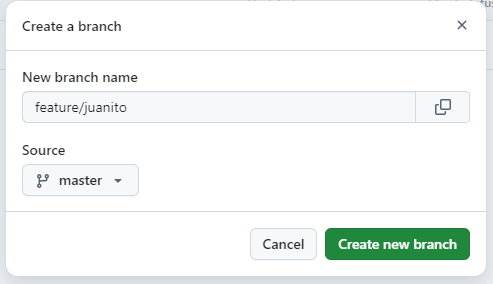 Create a branch
New branch name
feature/juanito
Source
master
Cancel
Create new branch